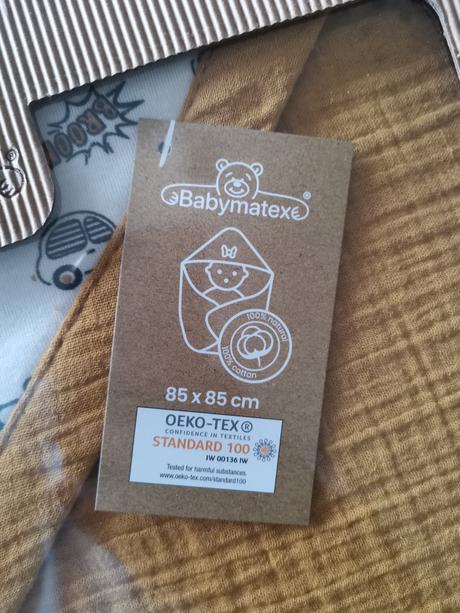 BROOM
Babymatex®
100% natural
100% cotton
85 x 85 cm
OEKO-TEX®
CONFIDENCE IN TEXTILES
STANDARD 100
IW 00136 IW
Tested for harmful substances.
www.oeko-tex.com/standard100